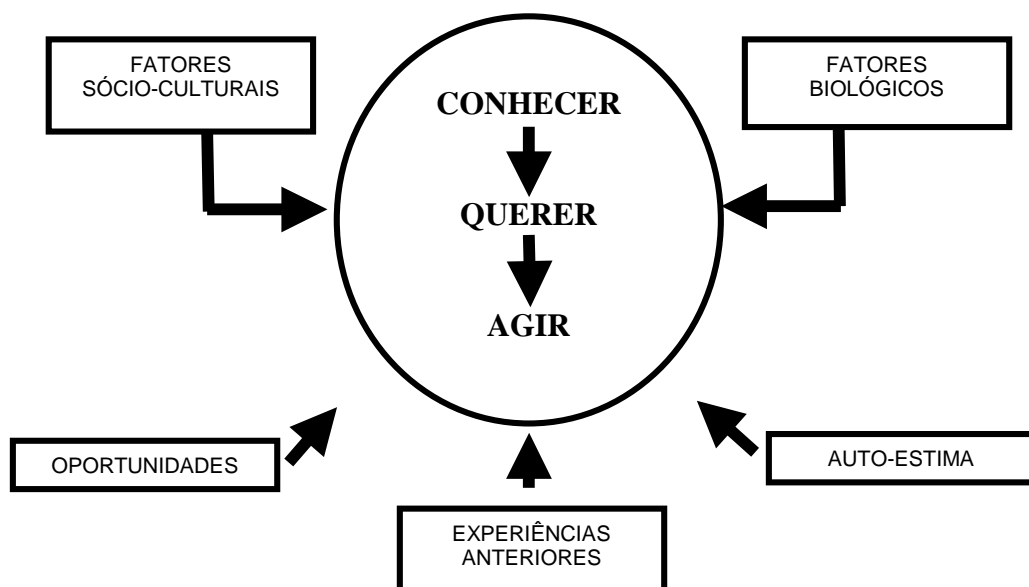 FATORES
SÓCIO-CULTURAIS
FATORES
BIOLÓGICOS
CONHECER
QUERER
AGIR
OPORTUNIDADES
AUTO-ESTIMA
EXPERIÊNCIAS
ANTERIORES